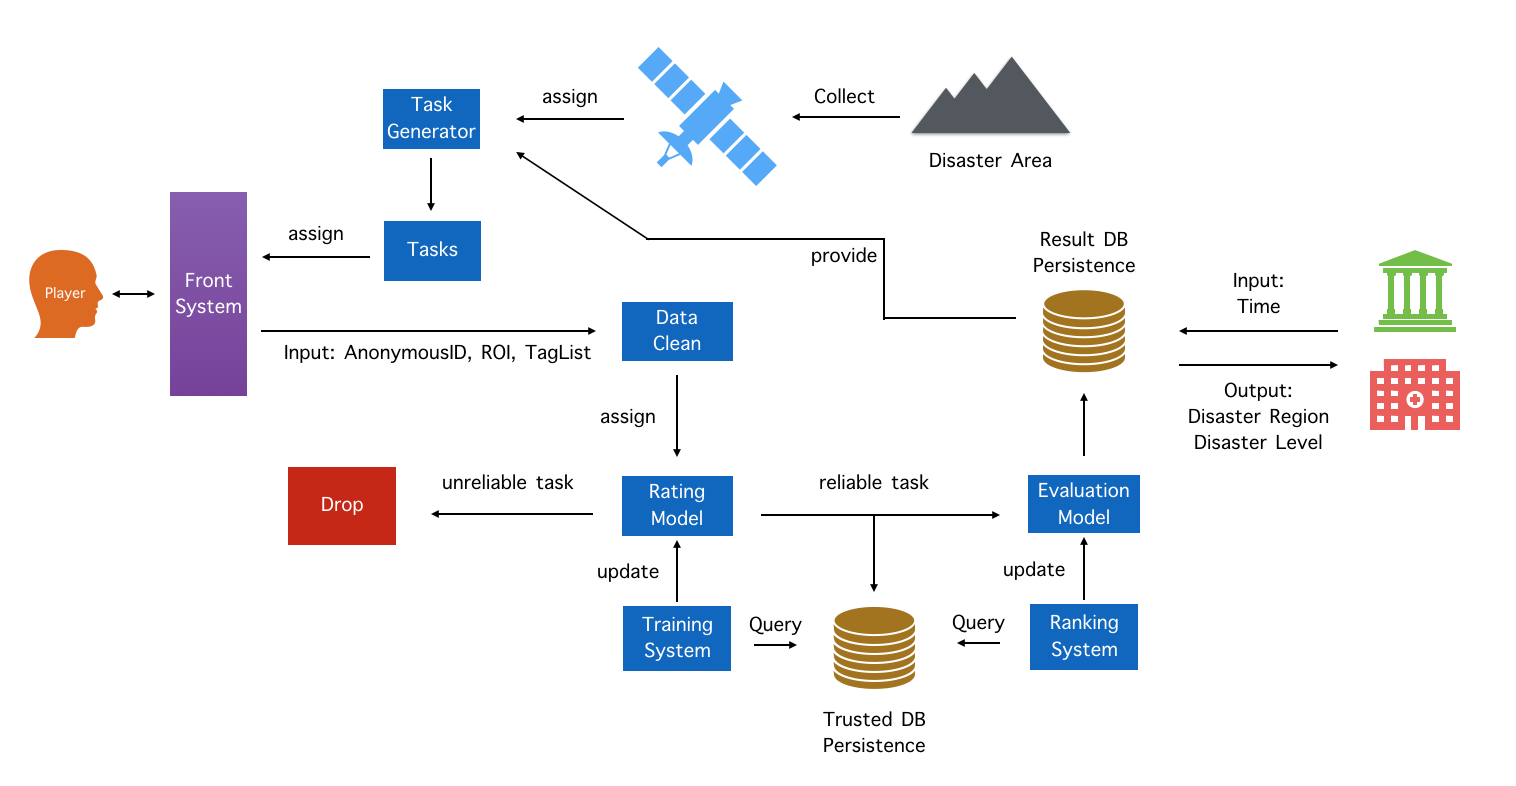 Task
Generator
assign
Collect
Disaster Area
assign
Tasks
Player
Front
System
provide
Result DB
Persistence
Input:
Time
Data
Clean
Input: AnonymousID, ROI, TagList
Output:
Disaster Region
Disaster Level
assign
Drop
unreliable task
Rating
Model
reliable task
Evaluation
Model
update
update
Training
System
Query
Query
Ranking
System
Trusted DB
Persistence